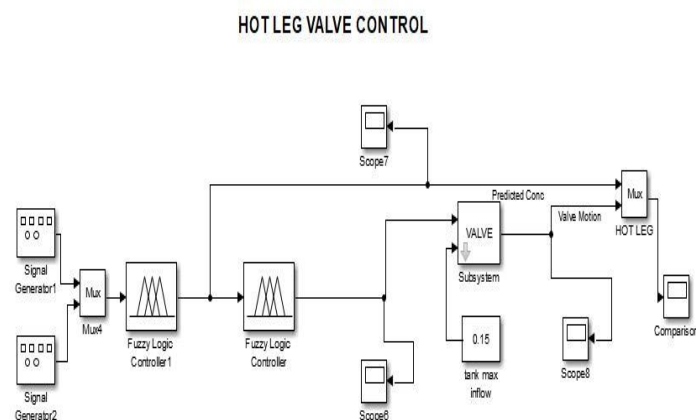 HOT LEG VALVE CONTROL
Scope7
Predicted Conc
Mux
Valve Motion
HOT LEG
VALVE
Subsystem
Signal
Generator1
Mux
Mux4
Fuzzy Logic
Controller1
Fuzzy Logic
Controller
0.15
tank max
inflow
Scope8
Comparison
Signal
Generator2
Scope6